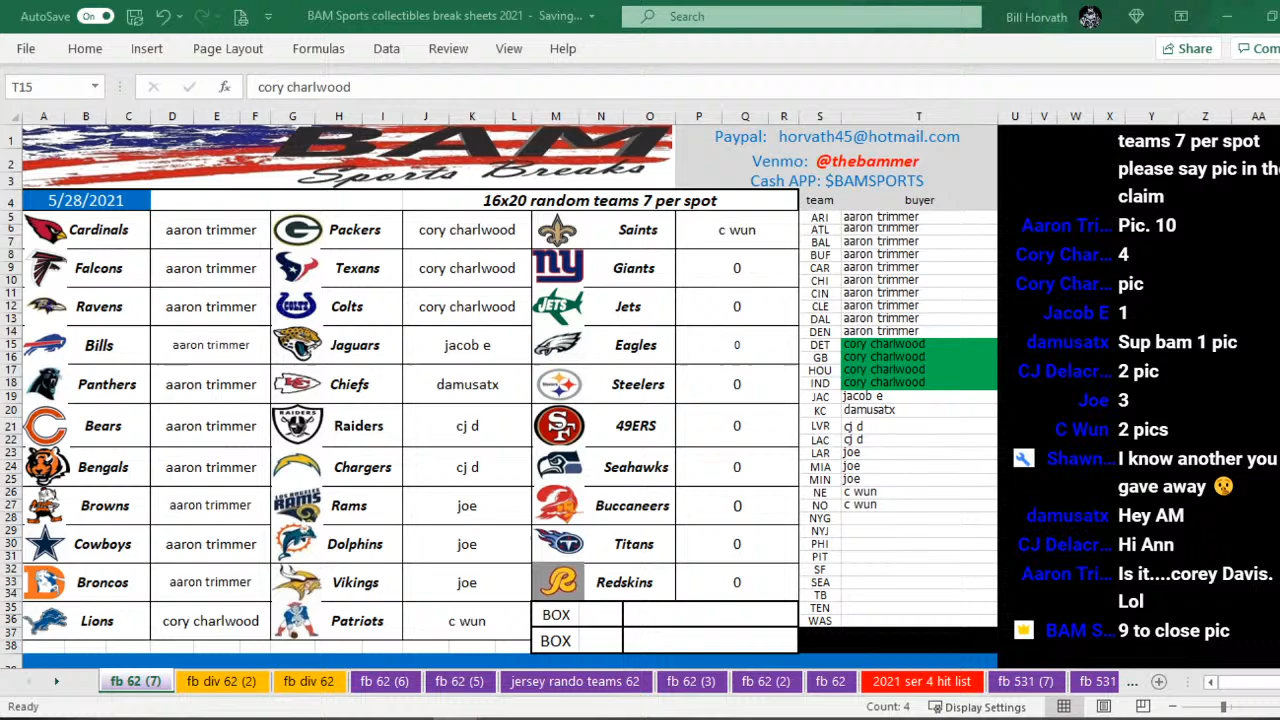 AutoSave On BAM Sports collectibles break sheets 2021 - Saving... Search Bill Horvath
File Home Insert Page Layout Formulas Data Review View Help Share Com
T15 fx cory charlwood
A B C D E F G H I J K L M N O P Q R S T U V W X Y Z AA
BAM
Sports Breaks
Paypal: horvath45@hotmail.com
Venmo: @thebammer
Cash APP: $BAMSPORTS
5/28/2021 16x20 random teams 7 per spot team buyer
Cardinals aaron trimmer Packers cory charlwood Saints c wun
Falcons aaron trimmer Texans cory charlwood Giants 0
Ravens aaron trimmer Colts cory charlwood Jets 0
Bills aaron trimmer Jaguars jacob e Eagles 0
Panthers aaron trimmer Chiefs damusatx Steelers 0
Bears aaron trimmer Raiders cj d 49ERS 0
Bengals aaron trimmer Chargers cj d Seahawks 0
Browns aaron trimmer Rams joe Buccaneers 0
Cowboys aaron trimmer Dolphins joe Titans 0
Broncos aaron trimmer Vikings joe Redskins 0
Lions cory charlwood Patriots c wun BOX
BOX
ARI aaron trimmer
ATL aaron trimmer
BAL aaron trimmer
BUF aaron trimmer
CAR aaron trimmer
CHI aaron trimmer
CIN aaron trimmer
CLE aaron trimmer
DAL aaron trimmer
DEN aaron trimmer
DET cory charlwood
GB cory charlwood
HOU cory charlwood
IND cory charlwood
JAC jacob e
KC damusatx
LVR cj d
LAC cj d
LAR joe
MIA joe
MIN joe
NE c wun
NO c wun
NYG
NYJ
PHI
PIT
SF
SEA
TB
TEN
WAS
teams 7 per spot
please say pic in the
claim
Aaron Tri... Pic. 10
Cory Char... 4
Cory Char... pic
Jacob E 1
damusatx Sup bam 1 pic
CJ Delacr... 2 pic
Joe 3
C Wun 2 pics
Shawn... I know another you
gave away 🤫
damusatx Hey AM
CJ Delacr... Hi Ann
Aaron Tri... Is it....corey Davis.
Lol
BAM S... 9 to close pic
fb 62 (7) fb div 62 (2) fb div 62 fb 62 (6) fb 62 (5) jersey rando teams 62 fb 62 (3) fb 62 (2) fb 62 2021 ser 4 hit list fb 531 (7) fb 531 ...
Ready Count: 4 Display Settings